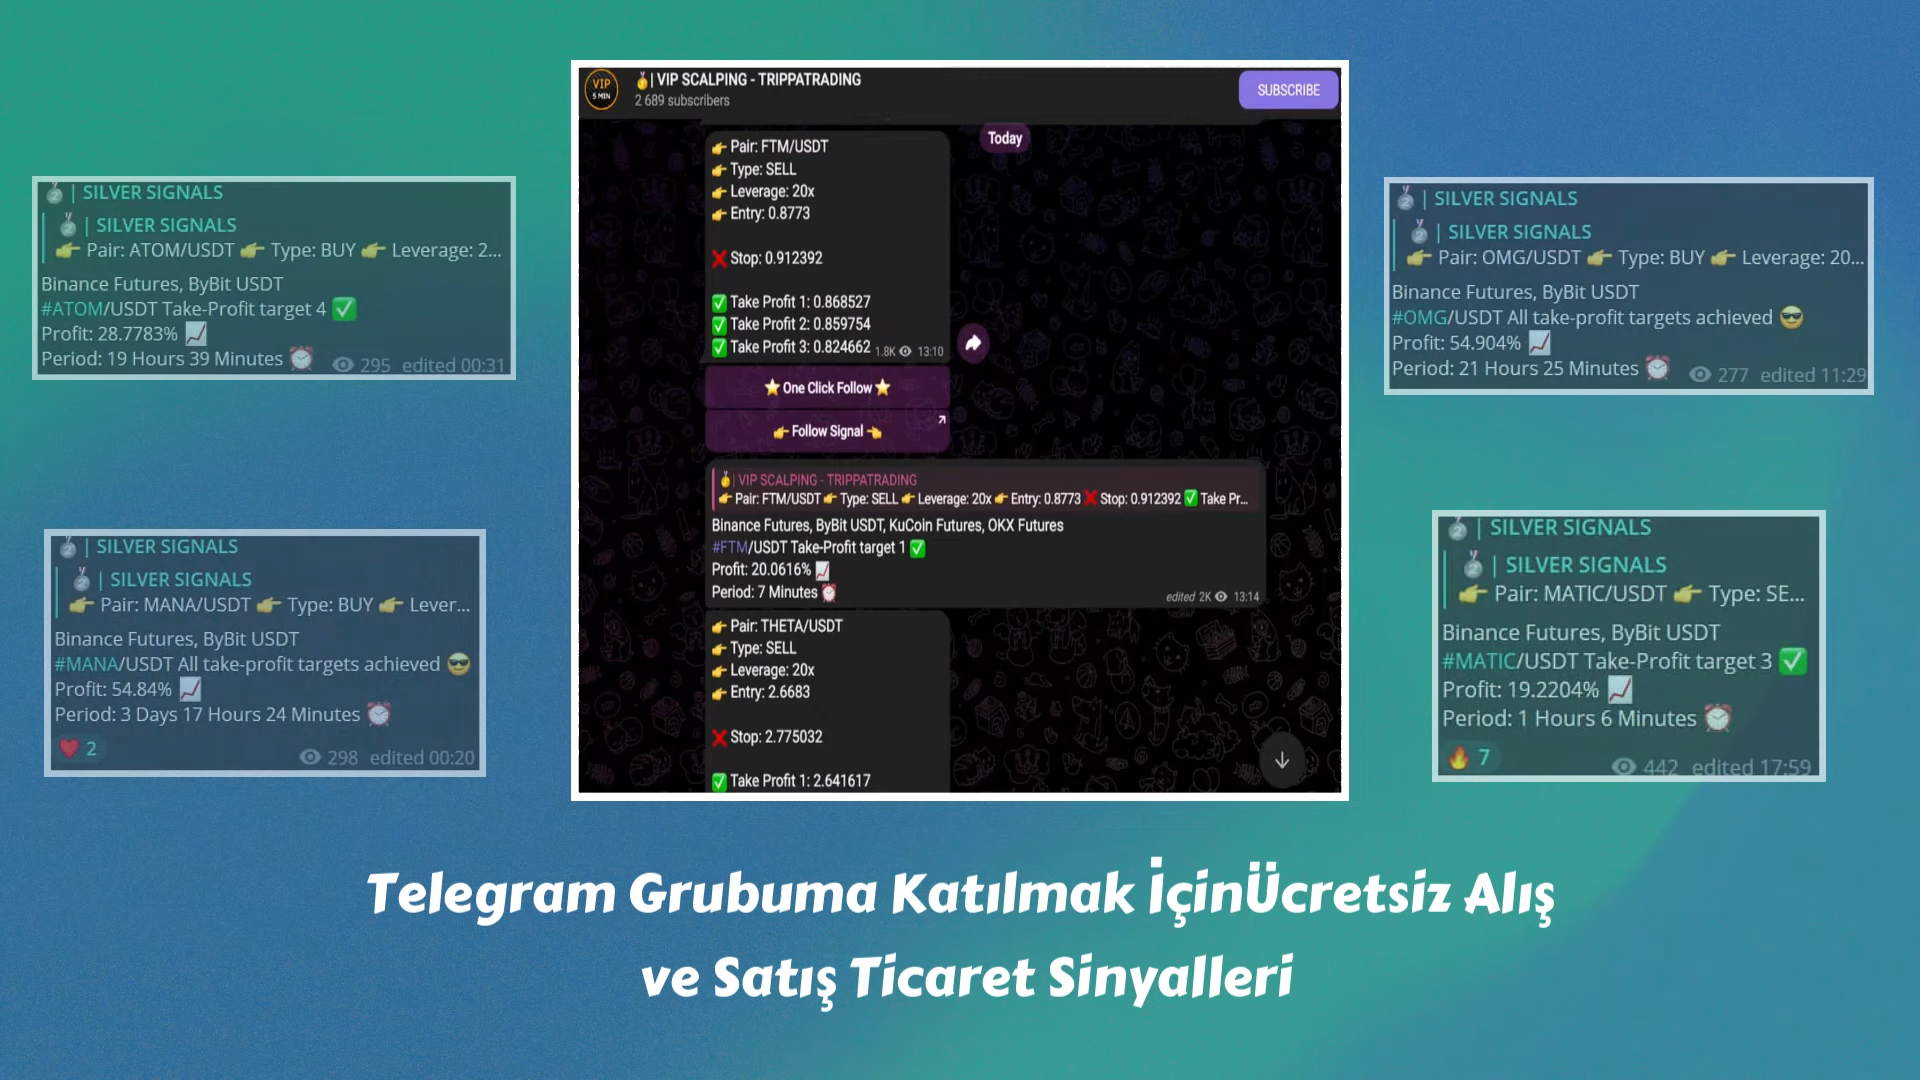 VIP
5 MIN
🥇| VIP SCALPING - TRIPPATRADING
2 689 subscribers
SUBSCRIBE
Today
👉 Pair: FTM/USDT
👉 Type: SELL
👉 Leverage: 20x
👉 Entry: 0.8773
❌ Stop: 0.912392
✅ Take Profit 1: 0.868527
✅ Take Profit 2: 0.859754
✅ Take Profit 3: 0.824662 1.8K 13:10
⭐ One Click Follow ⭐
👉 Follow Signal 👈
🥇| VIP SCALPING - TRIPPATRADING
👉 Pair: FTM/USDT 👉 Type: SELL 👉 Leverage: 20x 👉 Entry: 0.8773 ❌ Stop: 0.912392 ✅ Take Pr...
Binance Futures, ByBit USDT, KuCoin Futures, OKX Futures
#FTM/USDT Take-Profit target 1 ✅
Profit: 20.0616% 📈
Period: 7 Minutes ⏰
edited 2K 13:14
👉 Pair: THETA/USDT
👉 Type: SELL
👉 Leverage: 20x
👉 Entry: 2.6683
❌ Stop: 2.775032
✅ Take Profit 1: 2.641617
🥈 | SILVER SIGNALS
🥈 | SILVER SIGNALS
👉 Pair: ATOM/USDT 👉 Type: BUY 👉 Leverage: 2...
Binance Futures, ByBit USDT
#ATOM/USDT Take-Profit target 4 ✅
Profit: 28.7783% 📈
Period: 19 Hours 39 Minutes ⏰ 295 edited 00:31
🥈 | SILVER SIGNALS
🥈 | SILVER SIGNALS
👉 Pair: MANA/USDT 👉 Type: BUY 👉 Lever...
Binance Futures, ByBit USDT
#MANA/USDT All take-profit targets achieved 😎
Profit: 54.84% 📈
Period: 3 Days 17 Hours 24 Minutes ⏰
❤ 2 298 edited 00:20
🥈 | SILVER SIGNALS
🥈 | SILVER SIGNALS
👉 Pair: OMG/USDT 👉 Type: BUY 👉 Leverage: 20...
Binance Futures, ByBit USDT
#OMG/USDT All take-profit targets achieved 😎
Profit: 54.904% 📈
Period: 21 Hours 25 Minutes ⏰ 277 edited 11:29
🥈 | SILVER SIGNALS
🥈 | SILVER SIGNALS
👉 Pair: MATIC/USDT 👉 Type: SE...
Binance Futures, ByBit USDT
#MATIC/USDT Take-Profit target 3 ✅
Profit: 19.2204% 📈
Period: 1 Hours 6 Minutes ⏰
🔥 7 442 edited 17:59
Telegram Grubuma Katılmak İçinÜcretsiz Alış
ve Satış Ticaret Sinyalleri